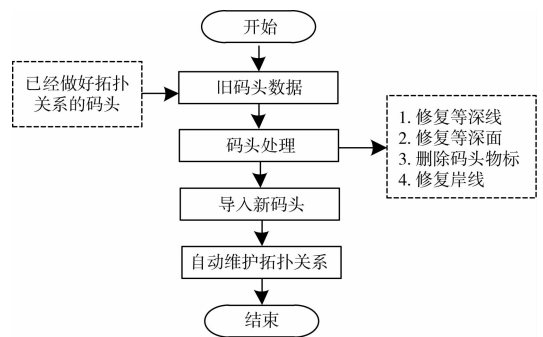 开始
已经做好拓扑
关系的码头
旧码头数据
码头处理
1. 修复等深线
2. 修复等深面
3. 删除码头物标
4. 修复岸线
导入新码头
自动维护拓扑关系
结束